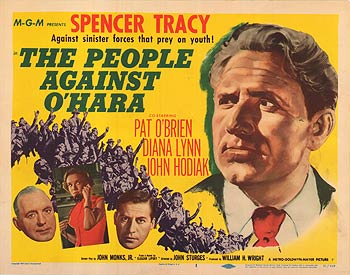 M-G-M PRESENTS SPENCER TRACY
Against sinister forces that prey on youth!
in
THE PEOPLE
AGAINST
O'HARA
CO-STARRING
PAT O'BRIEN
DIANA LYNN
JOHN HODIAK
Screen Play by JOHN MONKS, JR. Directed by JOHN STURGES Produced by WILLIAM H. WRIGHT A METRO-GOLDWYN-MAYER PICTURE